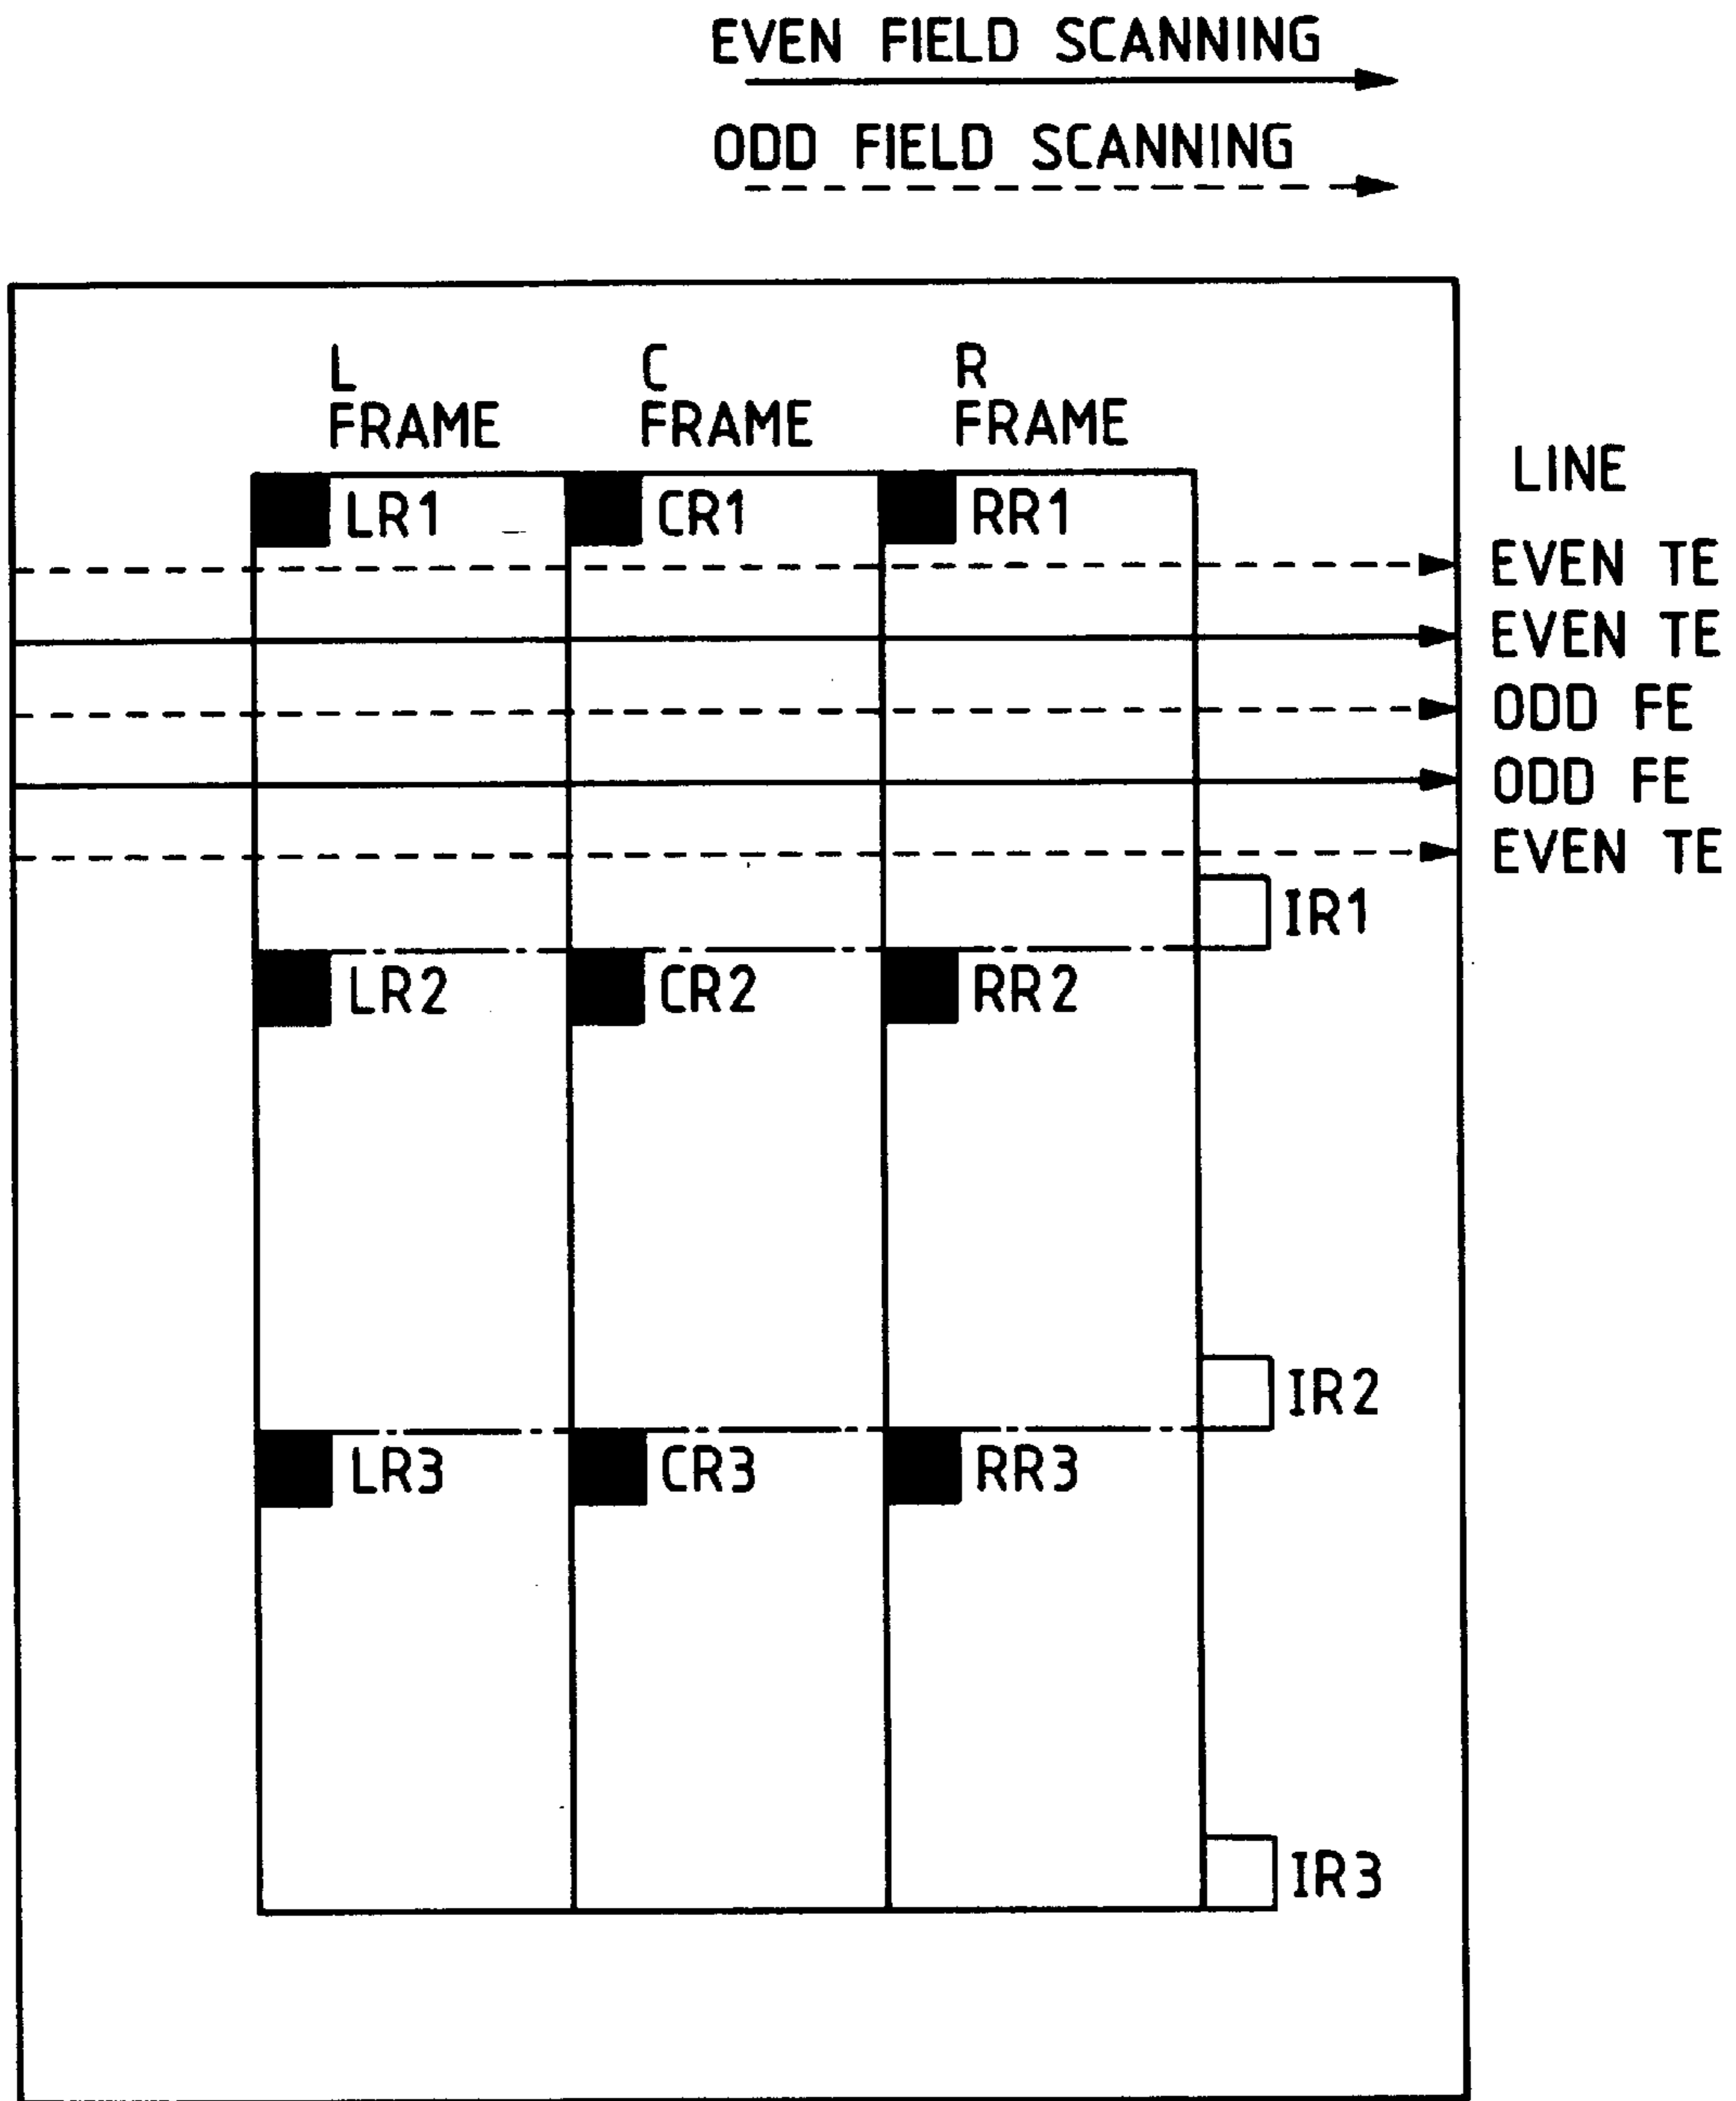 EVEN FIELD SCANNING
ODD FIELD SCANNING
L FRAME
C FRAME
R FRAME
LINE
LR1
CR1
RR1
EVEN TE
EVEN TE
ODD FE
ODD FE
EVEN TE
IR1
LR2
CR2
RR2
IR2
LR3
CR3
RR3
IR3